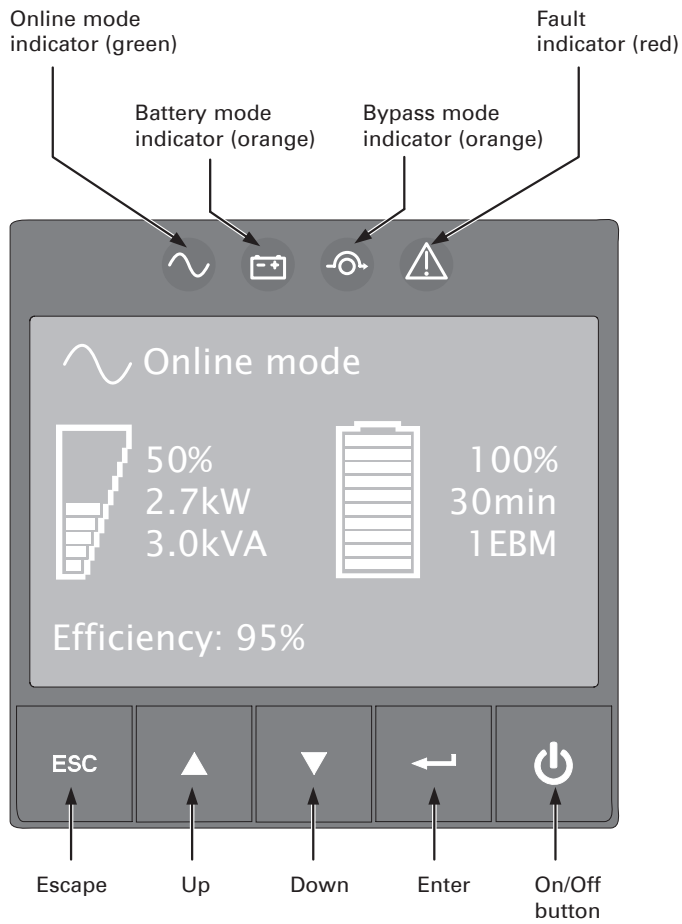 Online mode
indicator (green)
Fault
indicator (red)
Battery mode
indicator (orange)
Bypass mode
indicator (orange)
Online mode
50%
2.7kW
3.0kVA
100%
30min
1EBM
Efficiency: 95%
ESC
Escape
Up
Down
Enter
On/Off
button